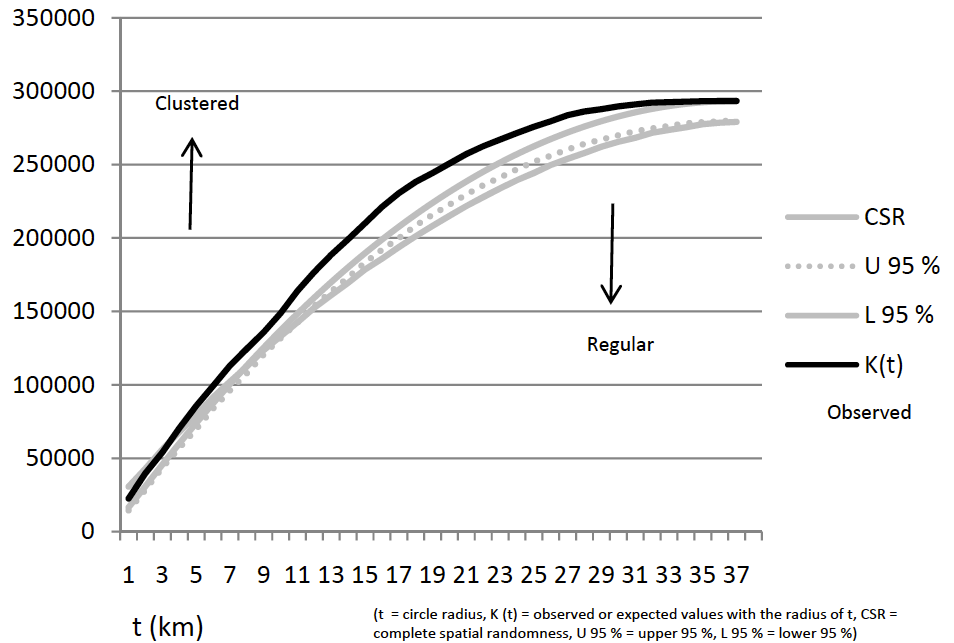 350000
300000
250000
200000
150000
100000
50000
0
Clustered
Regular
CSR
U 95 %
L 95 %
K(t)
Observed
1 3 5 7 9 11 13 15 17 19 21 23 25 27 29 31 33 35 37
t (km)
(t = circle radius, K (t) = observed or expected values with the radius of t, CSR =
complete spatial randomness, U 95 % = upper 95 %, L 95 % = lower 95 %)